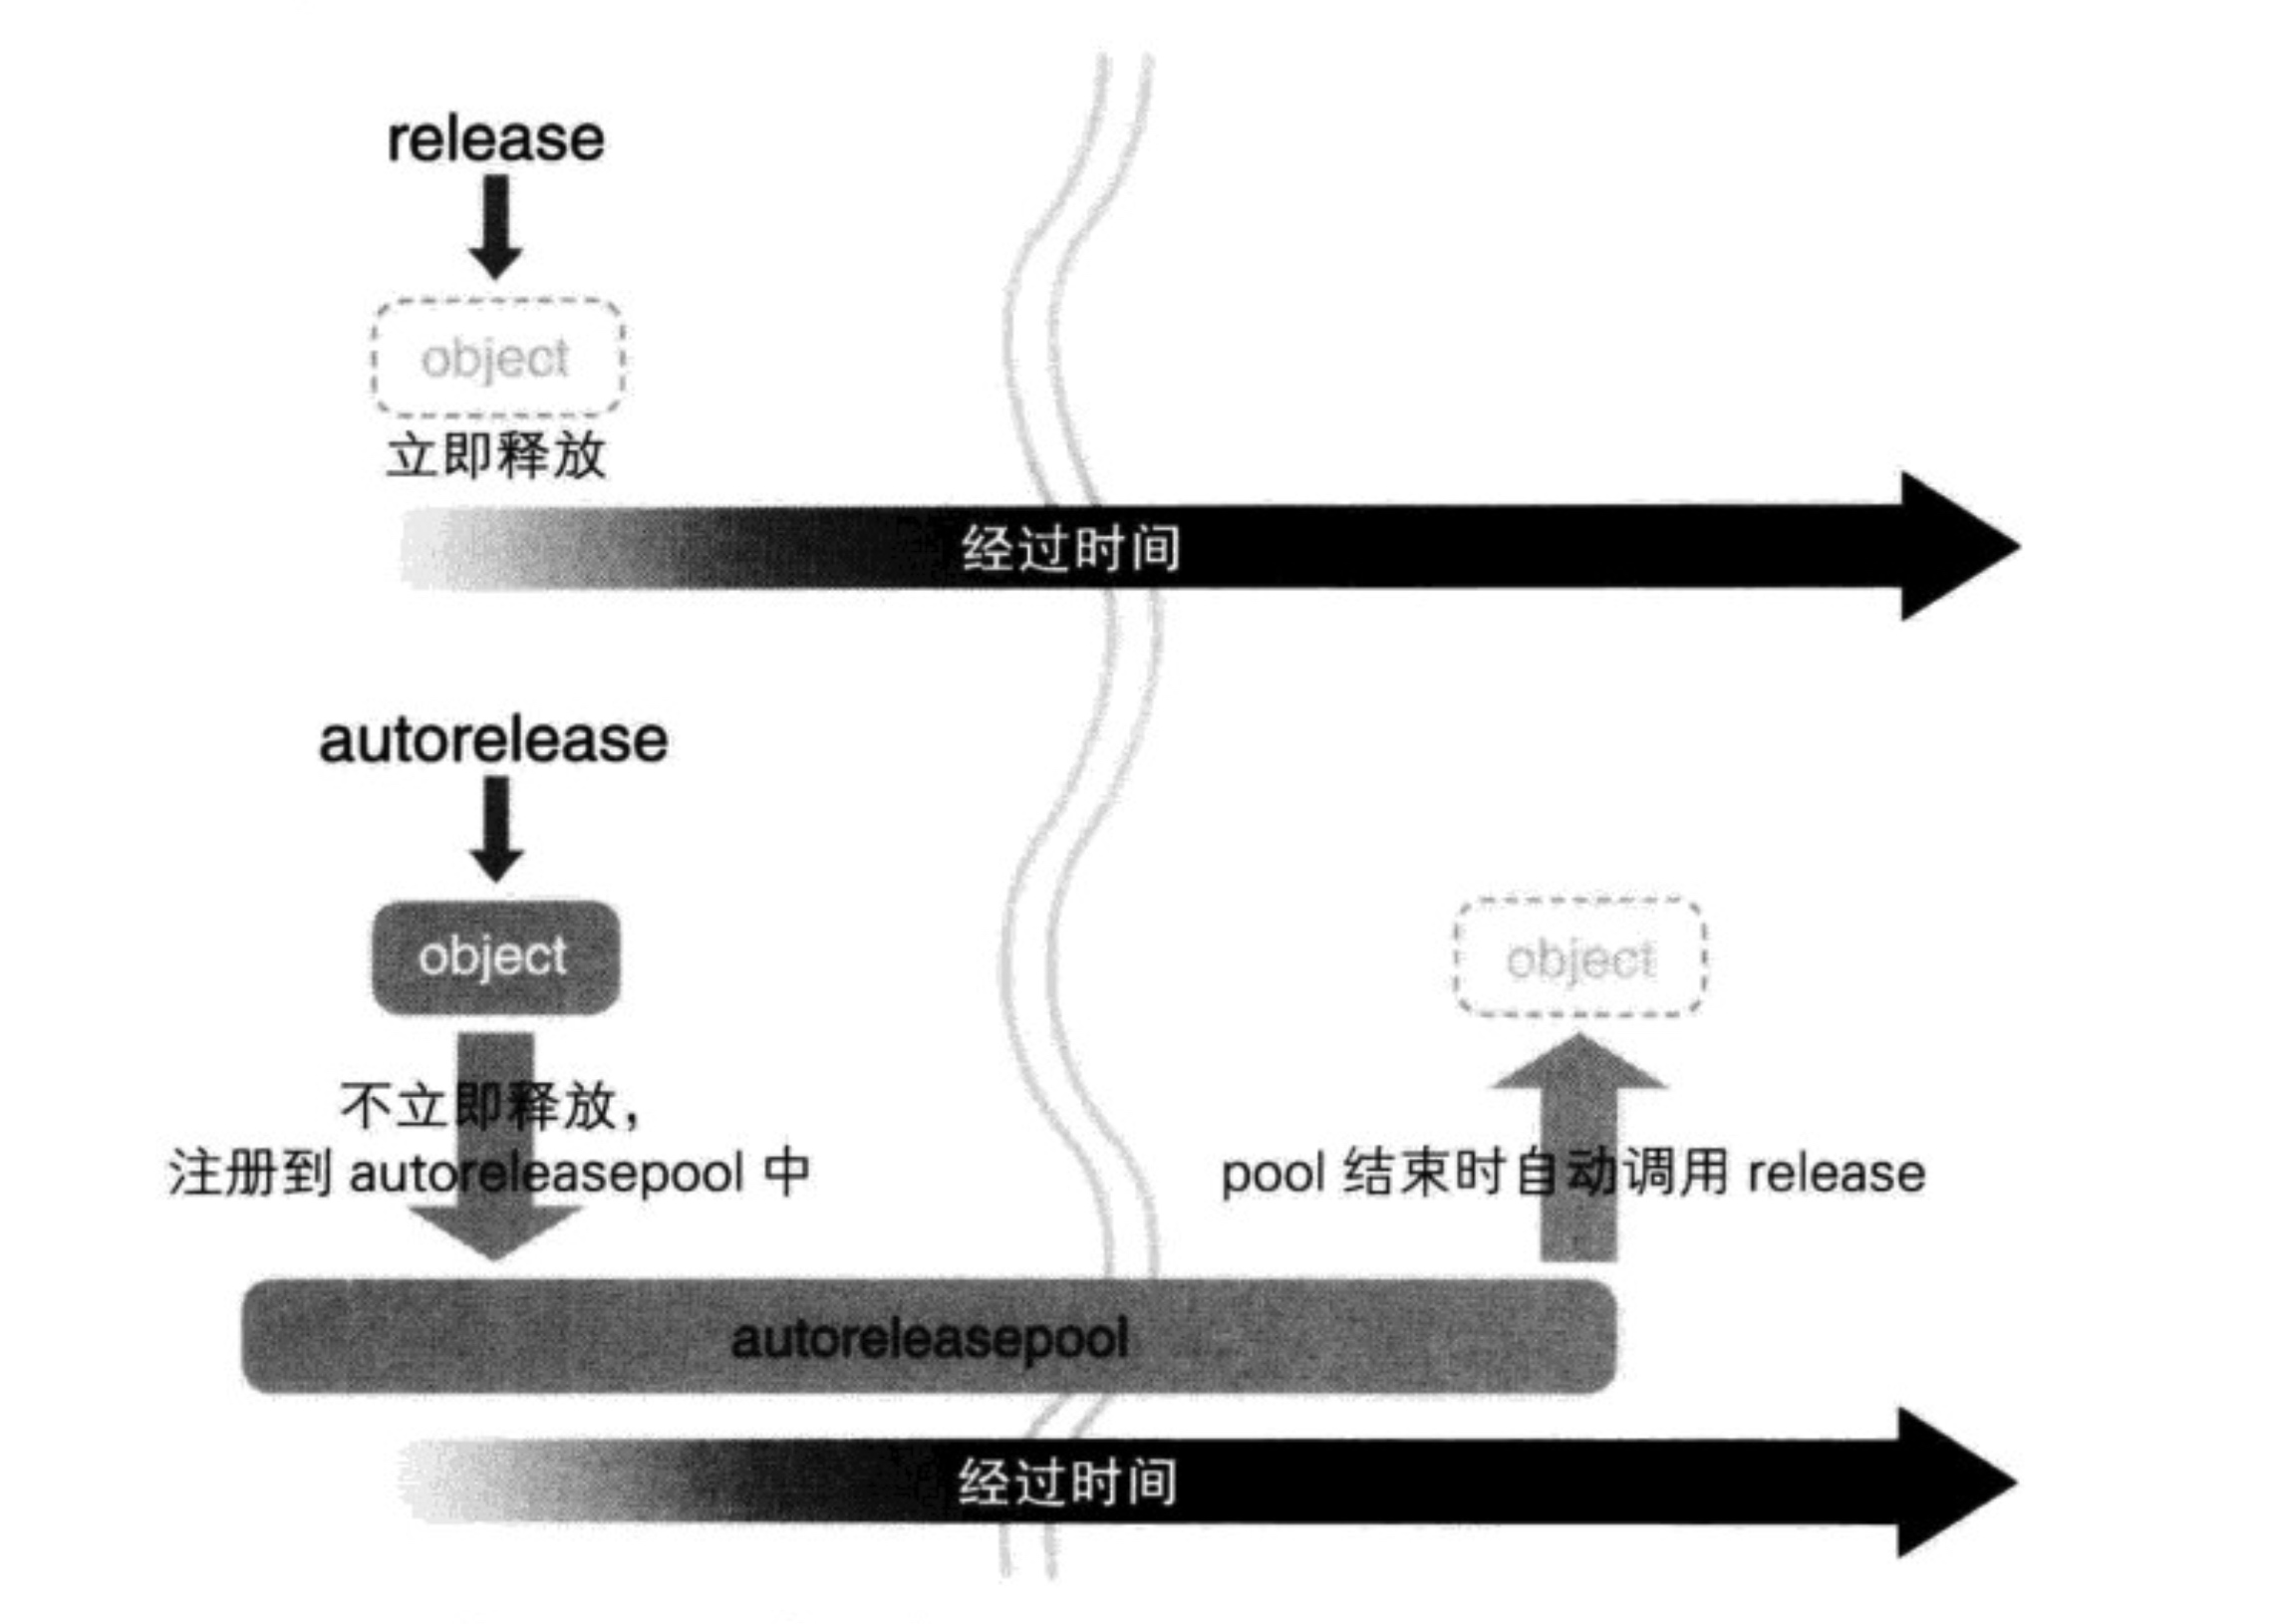 release
object
立即释放
经过时间
autorelease
object
object
不立即释放，
注册到 autoreleasepool 中
pool 结束时自动调用 release
autoreleasepool
经过时间